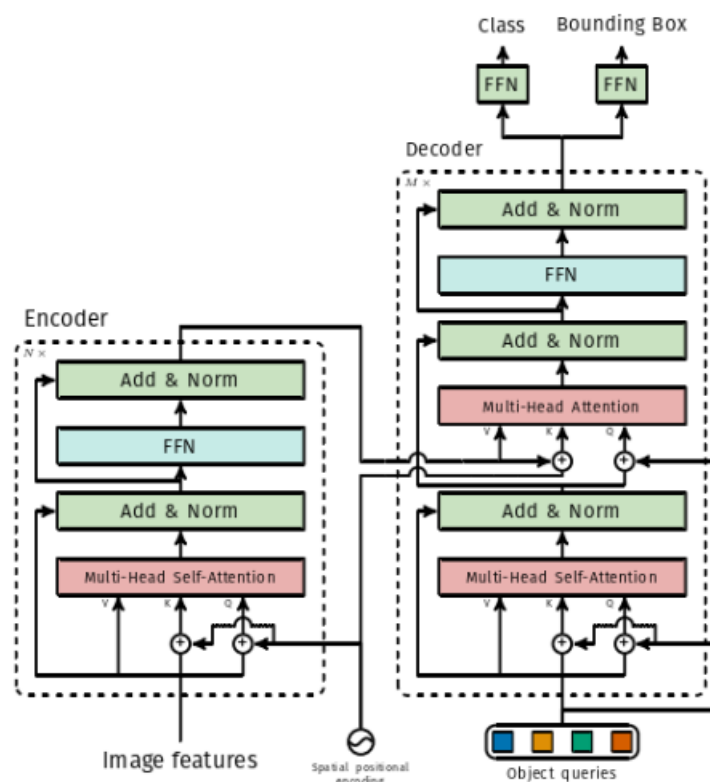 Class
Bounding Box
FFN
FFN
Decoder
M ×
Add & Norm
FFN
Add & Norm
Multi-Head Attention
V
K
Q
Add & Norm
Multi-Head Self-Attention
V
K
Q
Object queries
Encoder
N ×
Add & Norm
FFN
Add & Norm
Multi-Head Self-Attention
V
K
Q
Image features
Spatial positional
encoding